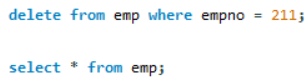 delete from emp where empno = 211;
select * from emp;